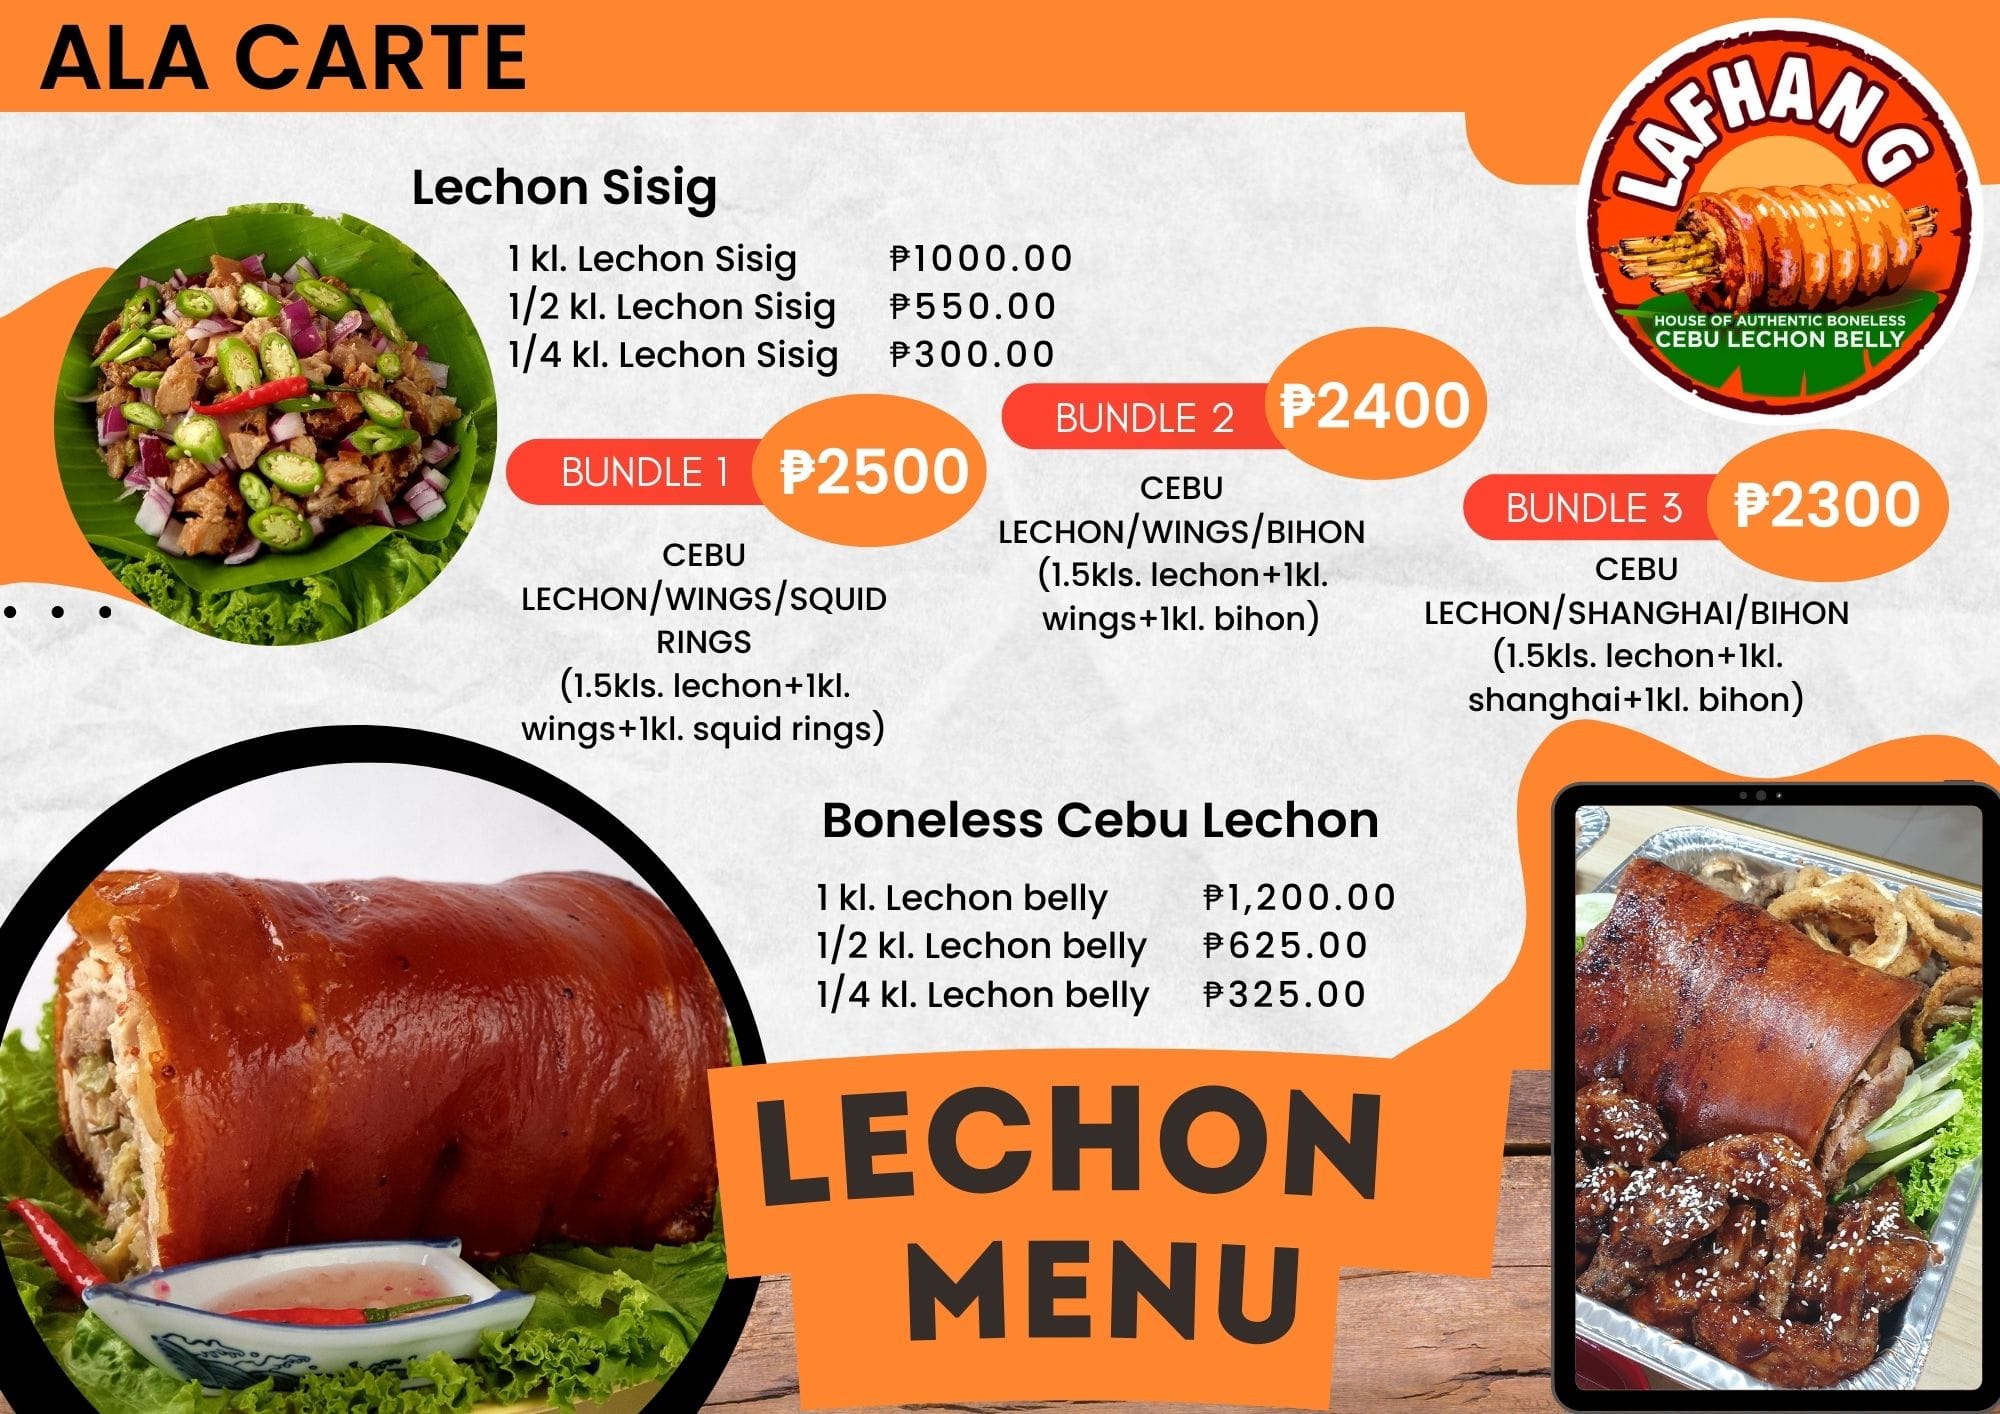 ALA CARTE
LAFHANG
HOUSE OF AUTHENTIC BONELESS
CEBU LECHON BELLY
Lechon Sisig
1 kl. Lechon Sisig ₱1000.00
1/2 kl. Lechon Sisig ₱550.00
1/4 kl. Lechon Sisig ₱300.00
BUNDLE 1 ₱2500
CEBU
LECHON/WINGS/SQUID
RINGS
(1.5kls. lechon+1kl.
wings+1kl. squid rings)
BUNDLE 2 ₱2400
CEBU
LECHON/WINGS/BIHON
(1.5kls. lechon+1kl.
wings+1kl. bihon)
BUNDLE 3 ₱2300
CEBU
LECHON/SHANGHAI/BIHON
(1.5kls. lechon+1kl.
shanghai+1kl. bihon)
Boneless Cebu Lechon
1 kl. Lechon belly ₱1,200.00
1/2 kl. Lechon belly ₱625.00
1/4 kl. Lechon belly ₱325.00
LECHON
MENU